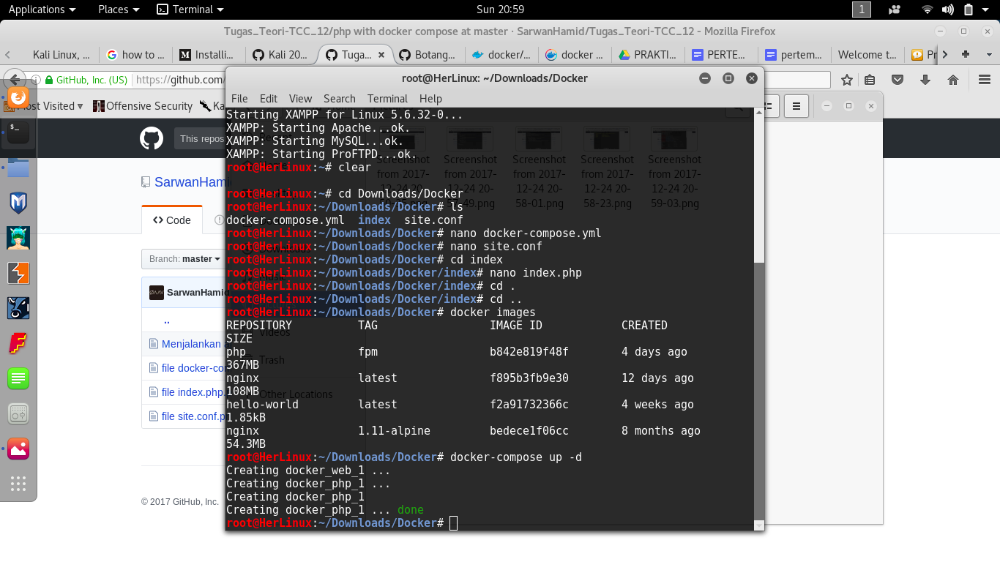 Applications Places Terminal Sun 20:59 1
Tugas_Teori-TCC_12/php with docker compose at master · SarwanHamid/Tugas_Teori-TCC_12 - Mozilla Firefox
Kali Linux, ... how to ... Installi... Kali 20... Tuga... Botang... docker/... docker ... PRAKTI... PERTE... pertem... Welcome t... Pr
GitHub, Inc. (US) https://github.com/
Most Visited Offensive Security Ka
This repos
SarwanHami
Code
Branch: master
SarwanHamid
..
Menjalankan
file docker-co
file index.php.
file site.conf.p
© 2017 GitHub, Inc.
root@HerLinux: ~/Downloads/Docker
File Edit View Search Terminal Help
Starting XAMPP for Linux 5.6.32-0...
XAMPP: Starting Apache...ok.
XAMPP: Starting MySQL...ok.
XAMPP: Starting ProFTPD...ok.
root@HerLinux:~# clear
root@HerLinux:~# cd Downloads/Docker
root@HerLinux:~/Downloads/Docker# ls
docker-compose.yml index site.conf
root@HerLinux:~/Downloads/Docker# nano docker-compose.yml
root@HerLinux:~/Downloads/Docker# nano site.conf
root@HerLinux:~/Downloads/Docker# cd index
root@HerLinux:~/Downloads/Docker/index# nano index.php
root@HerLinux:~/Downloads/Docker/index# cd .
root@HerLinux:~/Downloads/Docker/index# cd ..
root@HerLinux:~/Downloads/Docker# docker images
REPOSITORY TAG IMAGE ID CREATED
SIZE
php fpm b842e819f48f 4 days ago
367MB
nginx latest f895b3fb9e30 12 days ago
108MB
hello-world latest f2a91732366c 4 weeks ago
1.85kB
nginx 1.11-alpine bedece1f06cc 8 months ago
54.3MB
root@HerLinux:~/Downloads/Docker# docker-compose up -d
Creating docker_web_1 ...
Creating docker_php_1 ...
Creating docker_php_1
Creating docker_php_1 ... done
root@HerLinux:~/Downloads/Docker#
Screenshot Screenshot Screenshot Screenshot Screenshot
from 2017- from 2017- from 2017- from 2017- from 2017-
12-24 20 12-24 20 12-24 20 12-24 20
58-01.png 58-23.png 59-03.png
Videos
Trash
Other Locations